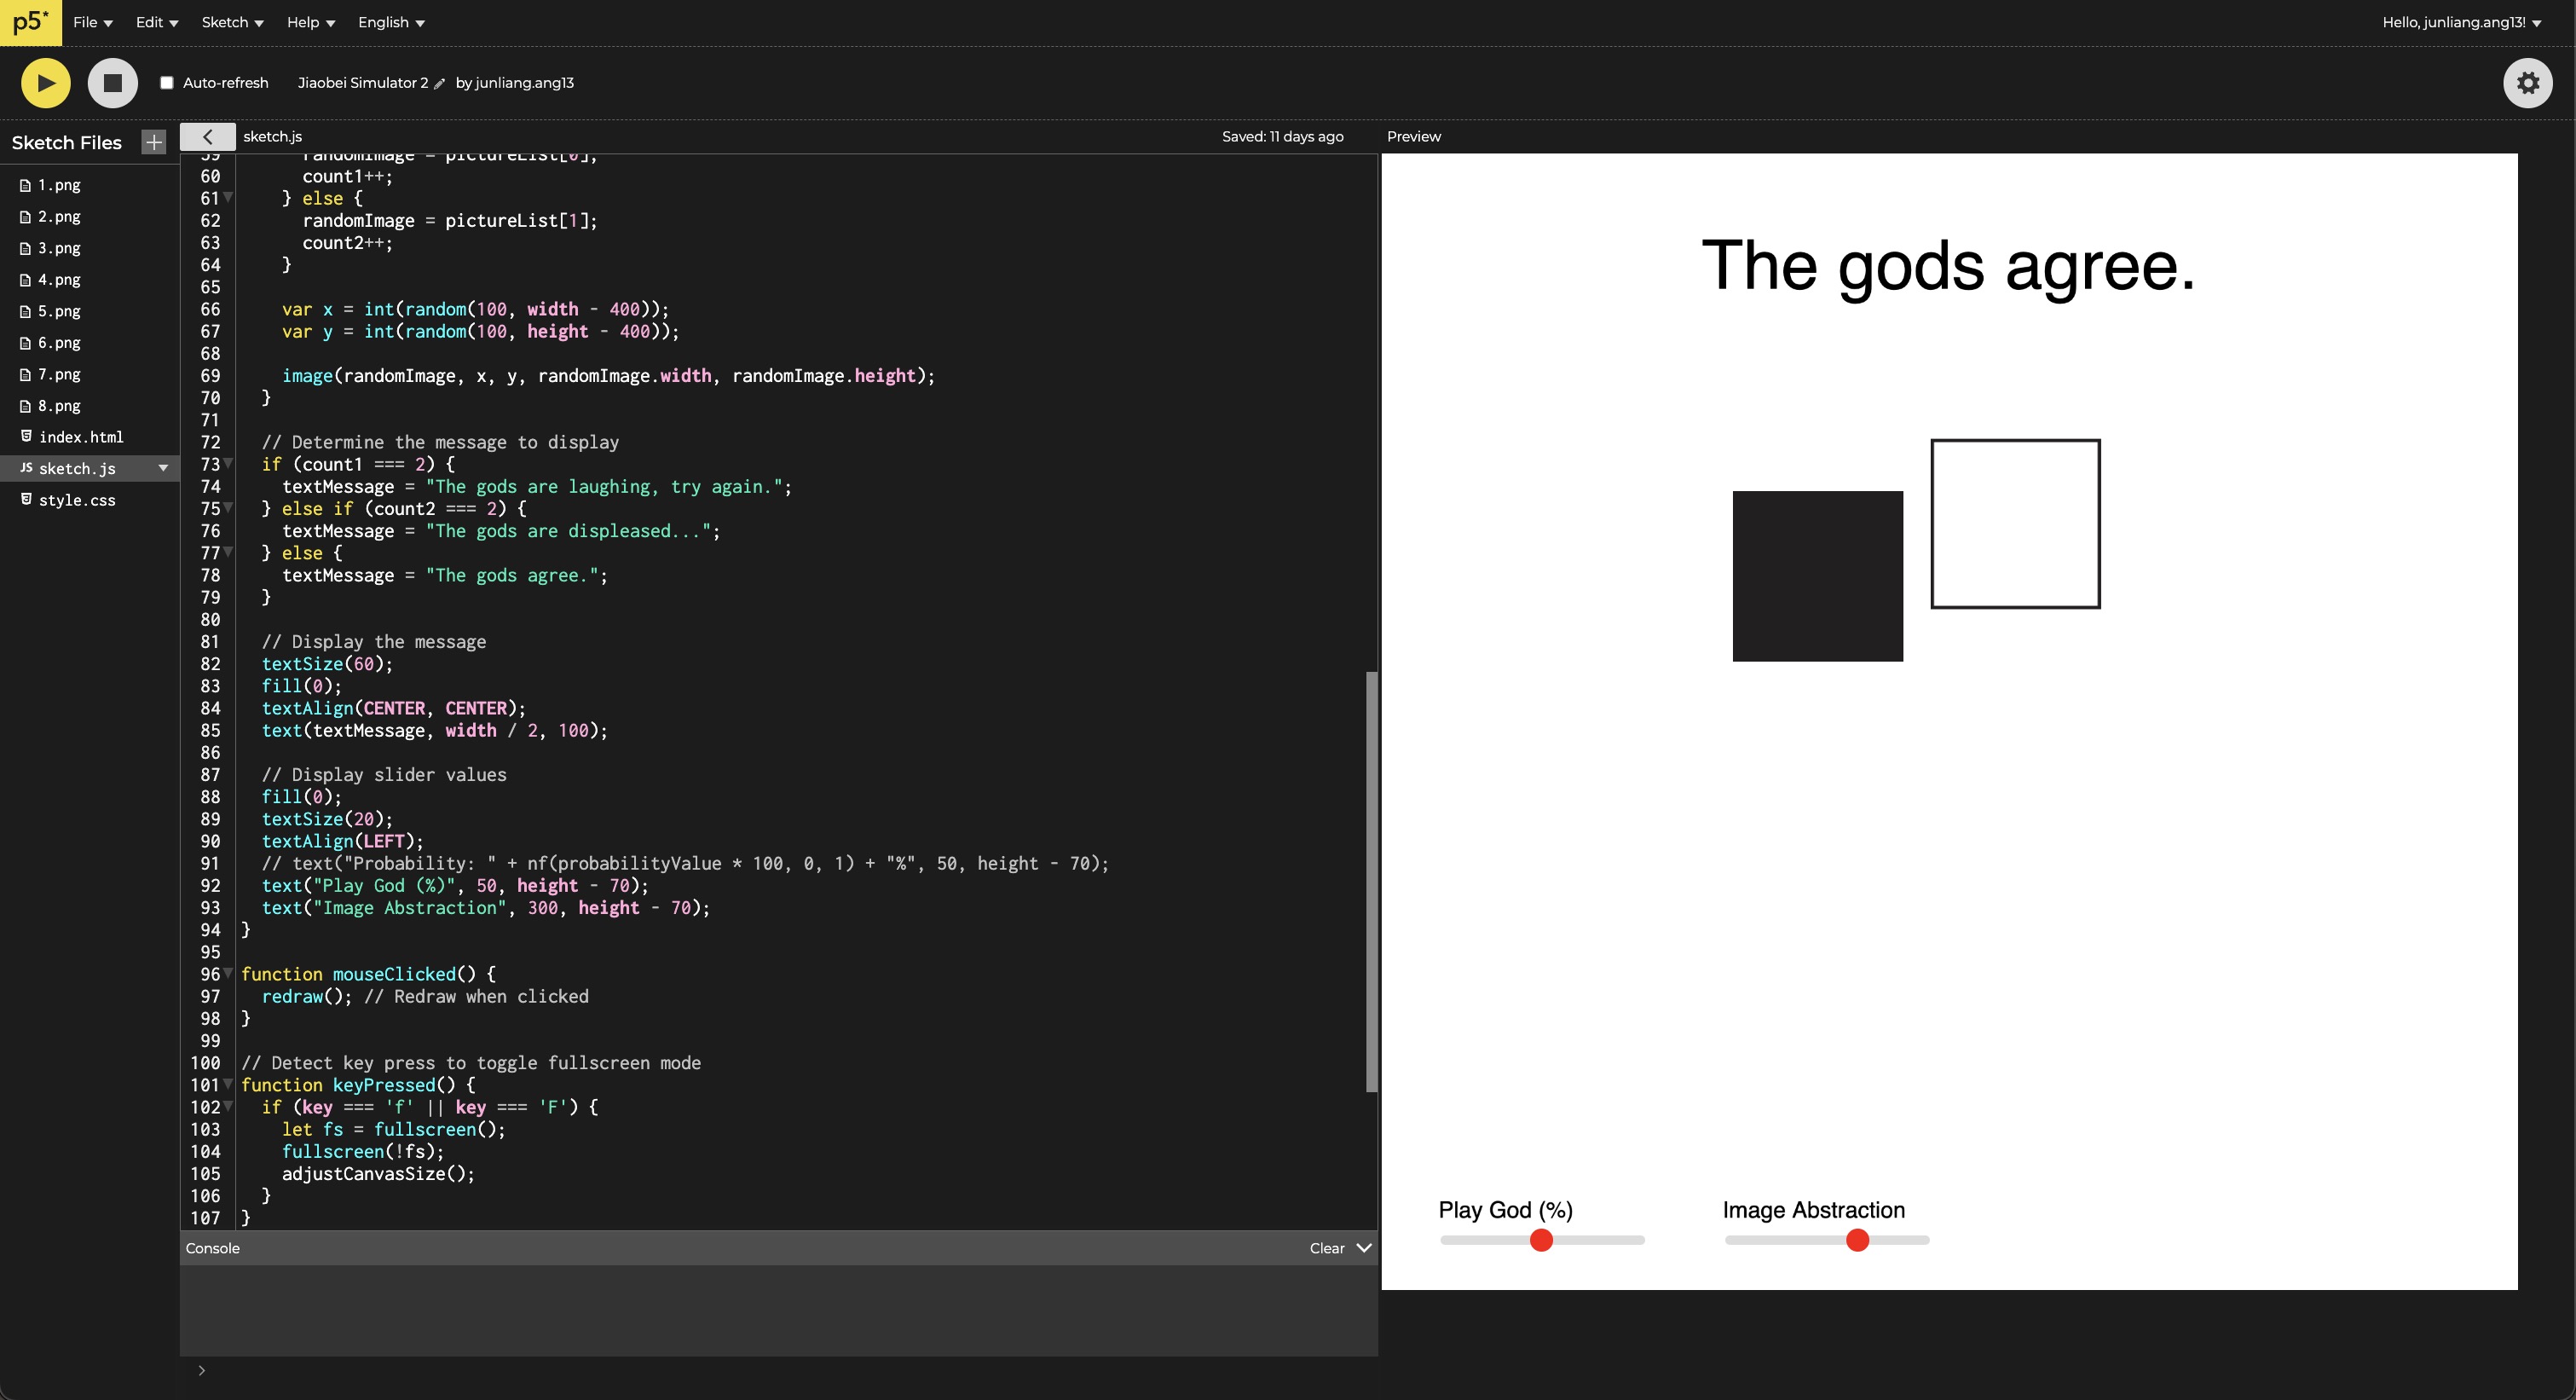 p5* File Edit Sketch Help English Hello, junliang.ang13!
Auto-refresh Jiaobei Simulator 2 by junliang.ang13
Sketch Files
1.png
2.png
3.png
4.png
5.png
6.png
7.png
8.png
index.html
JS sketch.js
style.css
sketch.js Saved: 11 days ago
59 randomImage = pictureList[0];
60 count1++;
61 } else {
62 randomImage = pictureList[1];
63 count2++;
64 }
65
66 var x = int(random(100, width - 400));
67 var y = int(random(100, height - 400));
68
69 image(randomImage, x, y, randomImage.width, randomImage.height);
70 }
71
72 // Determine the message to display
73 if (count1 === 2) {
74 textMessage = "The gods are laughing, try again.";
75 } else if (count2 === 2) {
76 textMessage = "The gods are displeased...";
77 } else {
78 textMessage = "The gods agree.";
79 }
80
81 // Display the message
82 textSize(60);
83 fill(0);
84 textAlign(CENTER, CENTER);
85 text(textMessage, width / 2, 100);
86
87 // Display slider values
88 fill(0);
89 textSize(20);
90 textAlign(LEFT);
91 // text("Probability: " + nf(probabilityValue * 100, 0, 1) + "%", 50, height - 70);
92 text("Play God (%)", 50, height - 70);
93 text("Image Abstraction", 300, height - 70);
94 }
95
96 function mouseClicked() {
97 redraw(); // Redraw when clicked
98 }
99
100 // Detect key press to toggle fullscreen mode
101 function keyPressed() {
102 if (key === 'f' || key === 'F') {
103 let fs = fullscreen();
104 fullscreen(!fs);
105 adjustCanvasSize();
106 }
107 }
Console Clear
>
Preview
The gods agree.
Play God (%) Image Abstraction